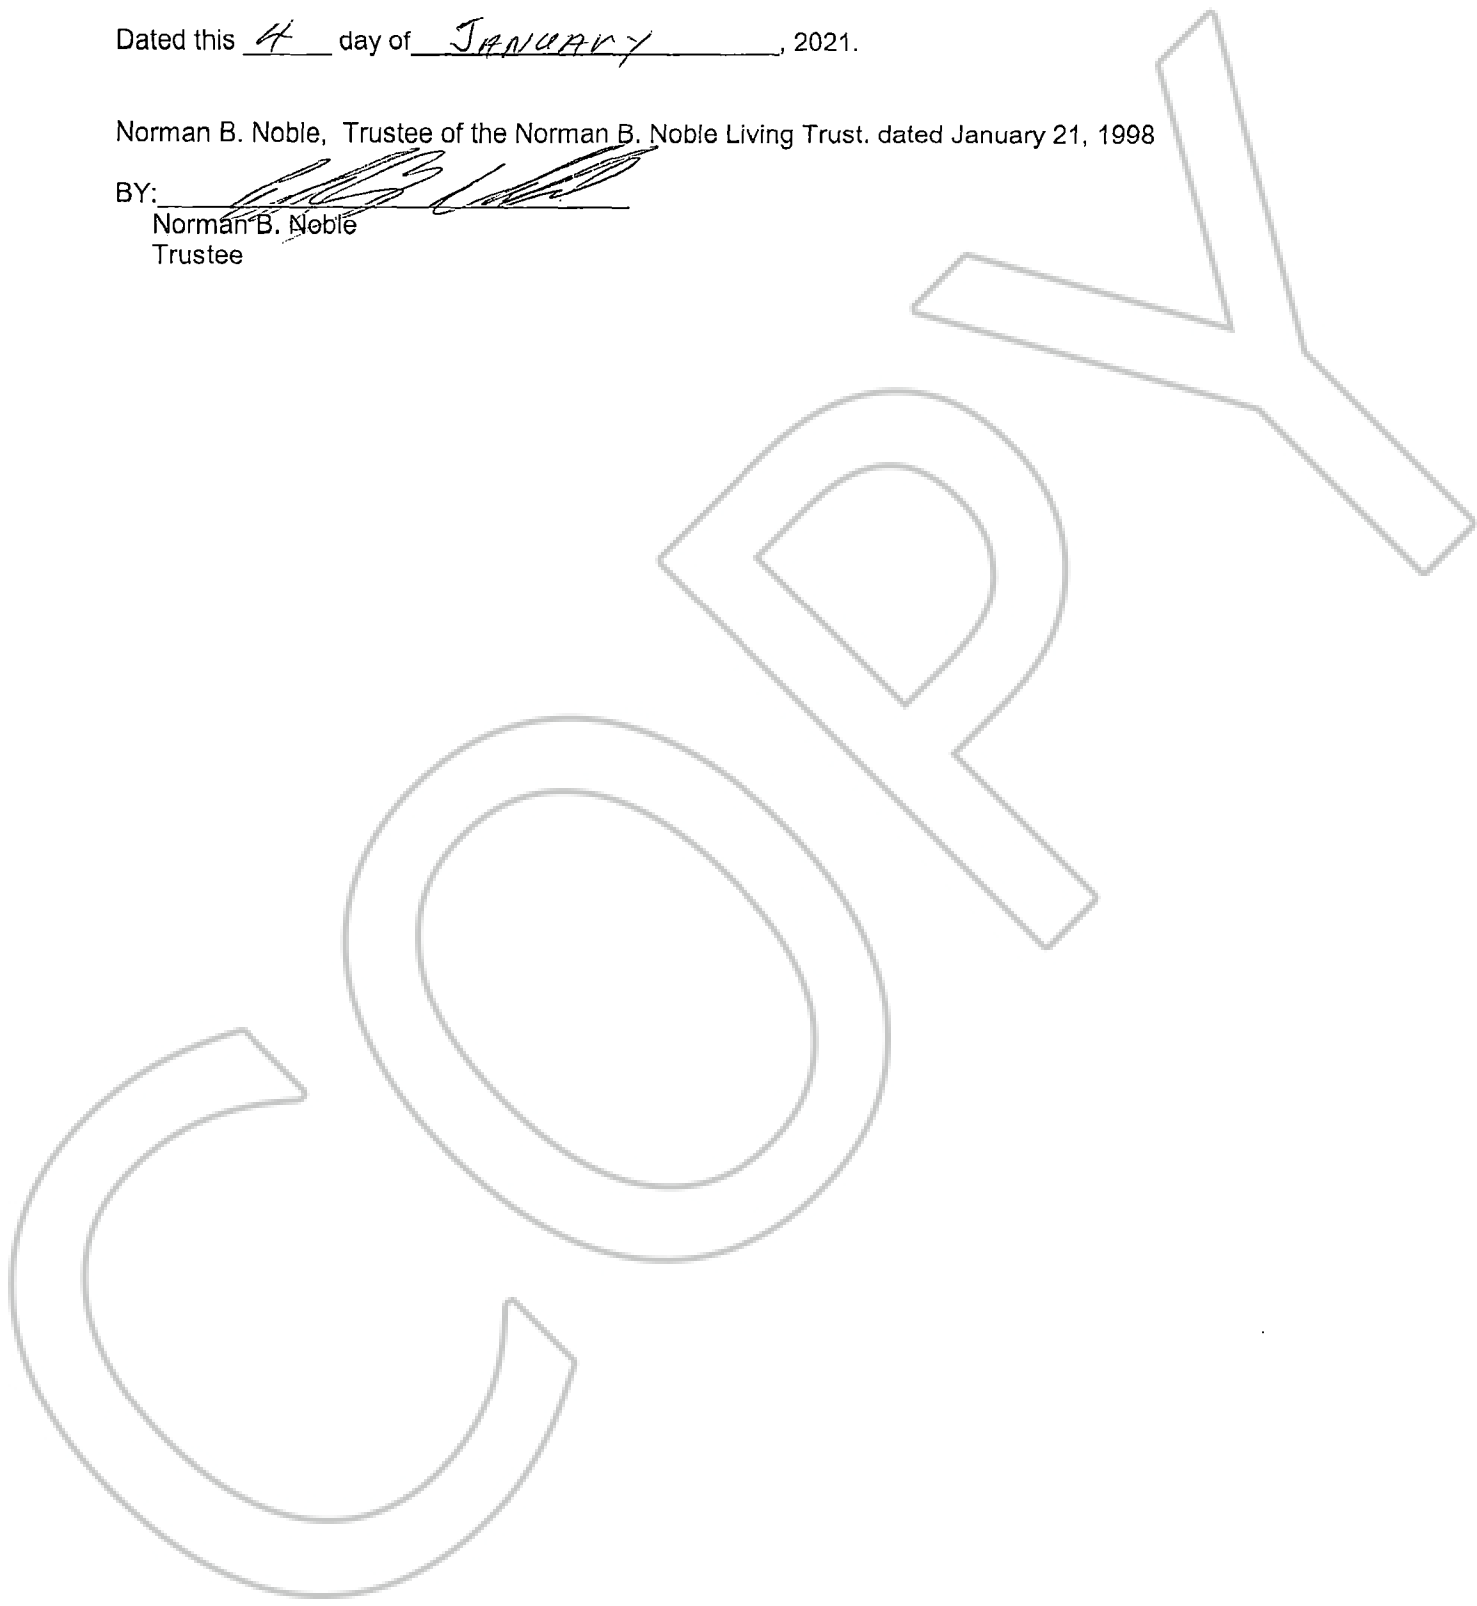 Dated this 4 day of JANUARY, 2021.
Norman B. Noble, Trustee of the Norman B. Noble Living Trust. dated January 21, 1998
BY:
Norman B. Noble
Trustee
COPY